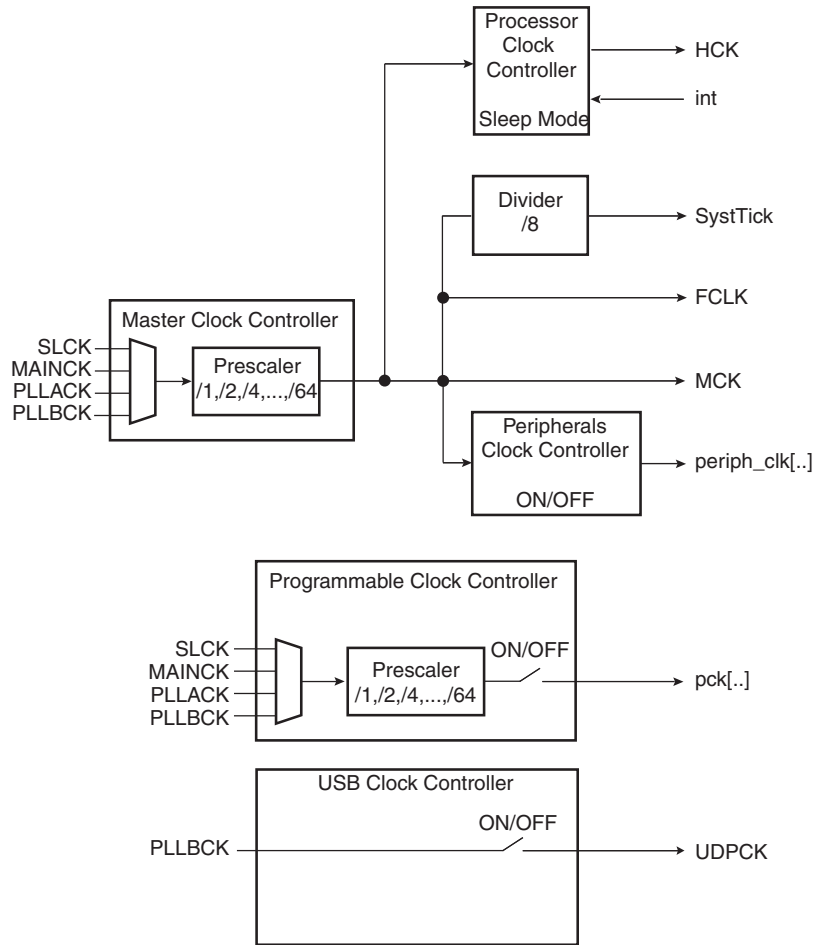 Processor
Clock
Controller
Sleep Mode
HCK
int
Divider
/8
SystTick
FCLK
Master Clock Controller
SLCK
MAINCK
PLLACK
PLLBCK
Prescaler
/1,/2,/4,...,/64
MCK
Peripherals
Clock Controller
ON/OFF
periph_clk[..]
Programmable Clock Controller
SLCK
MAINCK
PLLACK
PLLBCK
Prescaler
/1,/2,/4,...,/64
ON/OFF
pck[..]
USB Clock Controller
ON/OFF
PLLBCK
UDPCK